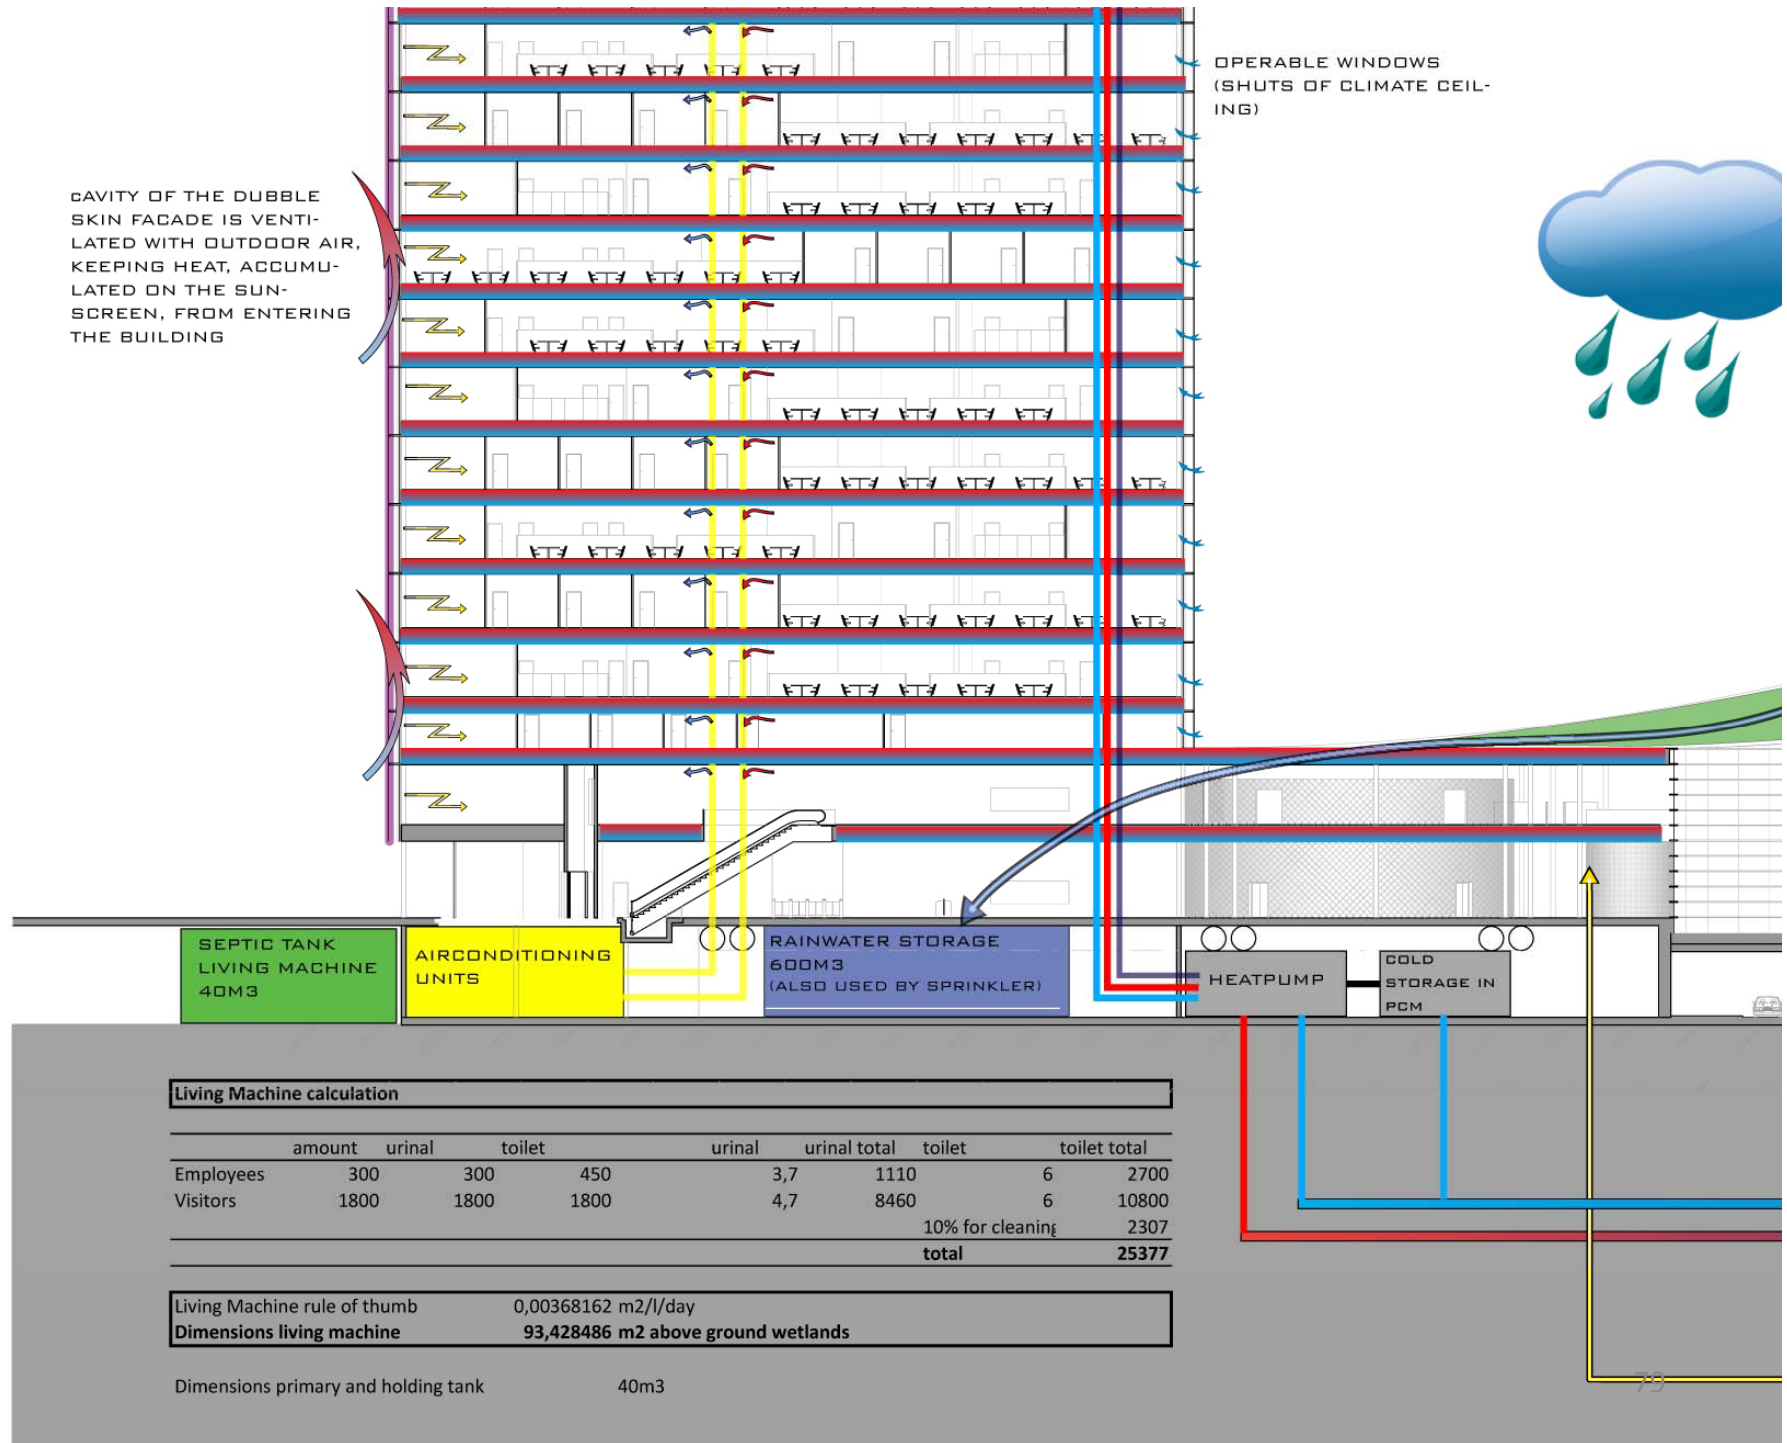 OPERABLE WINDOWS
(SHUTS OF CLIMATE CEIL-
ING)
cAVITY OF THE DUBBLE
SKIN FACADE IS VENTI-
LATED WITH OUTDOOR AIR,
KEEPING HEAT, ACCUMU-
LATED ON THE SUN-
SCREEN, FROM ENTERING
THE BUILDING
SEPTIC TANK
LIVING MACHINE
40M3
AIRCONDITIONING
UNITS
RAINWATER STORAGE
600M3
(ALSO USED BY SPRINKLER)
HEATPUMP
COLD
STORAGE IN
PCM
Living Machine calculation
amount urinal toilet urinal urinal total toilet toilet total
Employees 300 300 450 3,7 1110 6 2700
Visitors 1800 1800 1800 4,7 8460 6 10800
10% for cleaning 2307
total 25377
Living Machine rule of thumb 0,00368162 m2/l/day
Dimensions living machine 93,428486 m2 above ground wetlands
Dimensions primary and holding tank 40m3
79